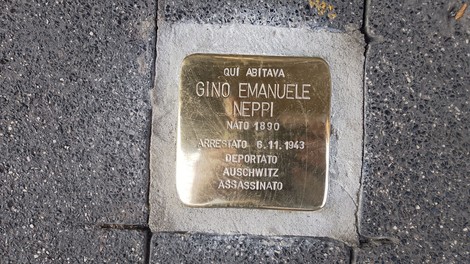 QUI ABITAVA
GINO EMANUELE
NEPPI
NATO 1890
ARRESTATO 6.11.1943
DEPORTATO
AUSCHWITZ
ASSASSINATO